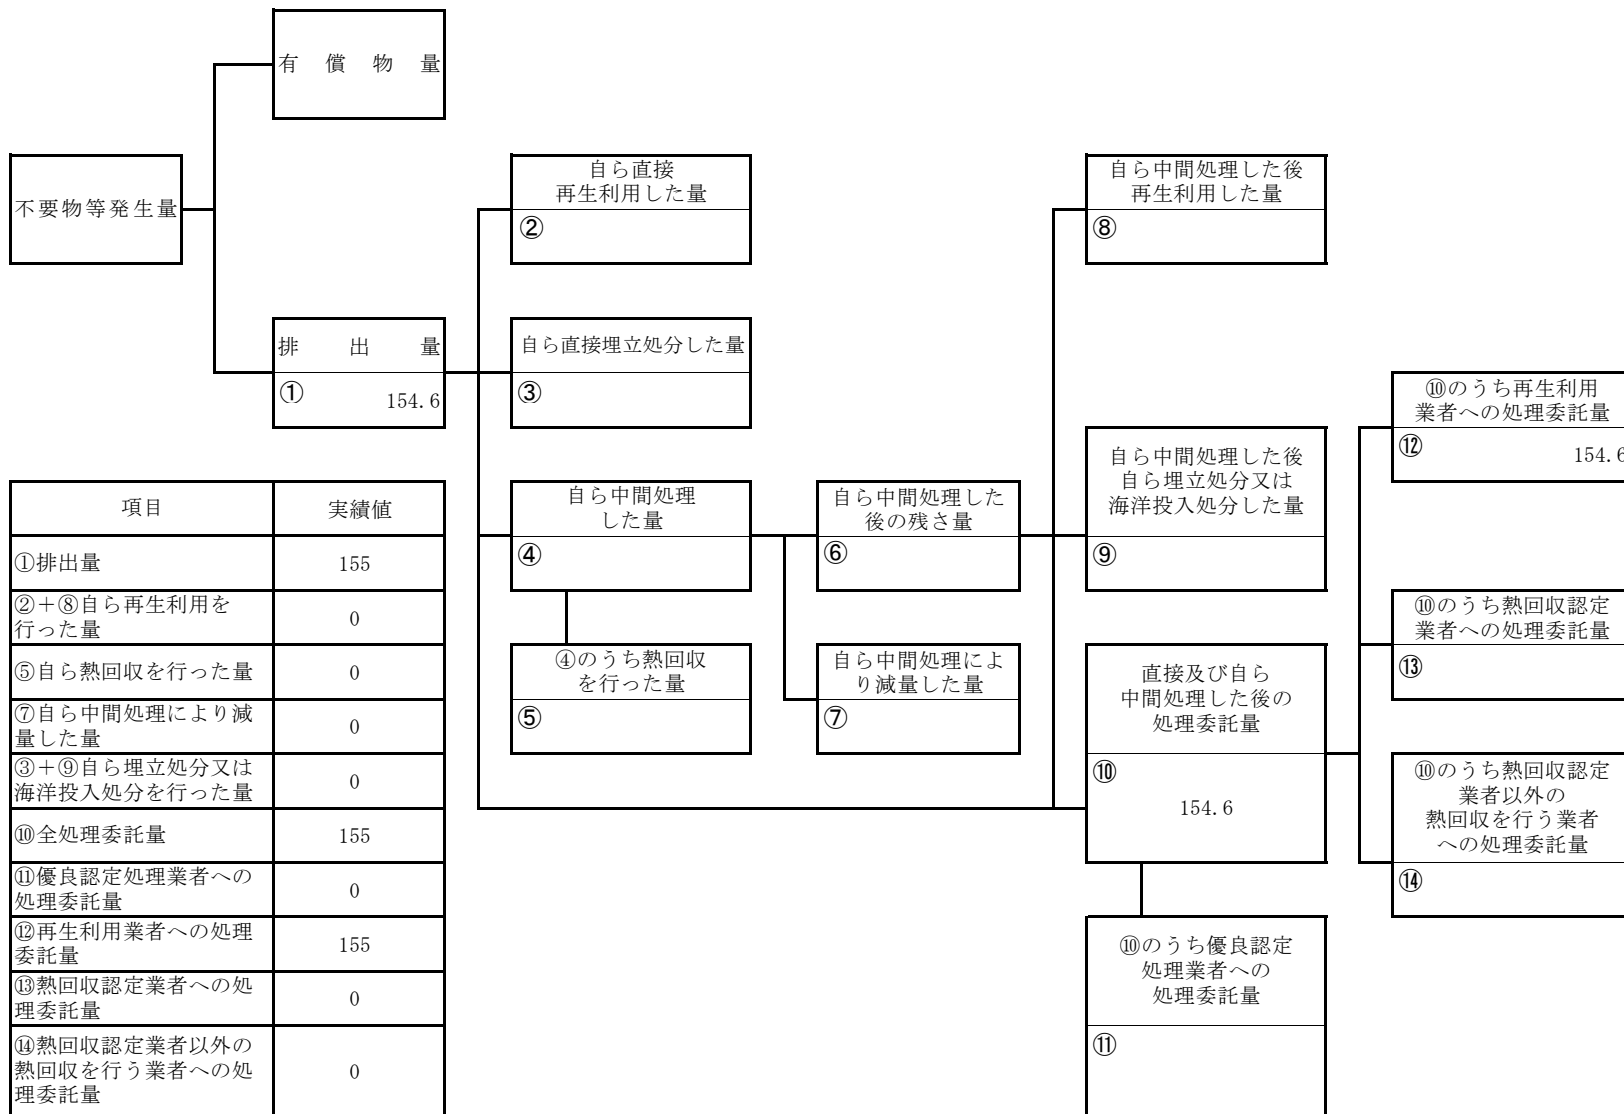 有償物量
不要物等発生量
自ら直接
再生利用した量
②
自ら中間処理した後
再生利用した量
⑧
排出量
①
154.6
自ら直接埋立処分した量
③
⑩のうち再生利用
業者への処理委託量
⑫
154.6
自ら中間処理
した量
④
自ら中間処理した
後の残さ量
⑥
自ら中間処理した後
自ら埋立処分又は
海洋投入処分した量
⑨
④のうち熱回収
を行った量
⑤
自ら中間処理によ
り減量した量
⑦
直接及び自ら
中間処理した後の
処理委託量
⑩
154.6
⑩のうち熱回収認定
業者への処理委託量
⑬
⑩のうち熱回収認定
業者以外の
熱回収を行う業者
への処理委託量
⑭
⑩のうち優良認定
処理業者への
処理委託量
⑪
項目 実績値
①排出量 155
②+⑧自ら再生利用を
行った量 0
⑤自ら熱回収を行った量 0
⑦自ら中間処理により減
量した量 0
③+⑨自ら埋立処分又は
海洋投入処分を行った量 0
⑩全処理委託量 155
⑪優良認定処理業者への
処理委託量 0
⑫再生利用業者への処理
委託量 155
⑬熱回収認定業者への処
理委託量 0
⑭熱回収認定業者以外の
熱回収を行う業者への処
理委託量 0